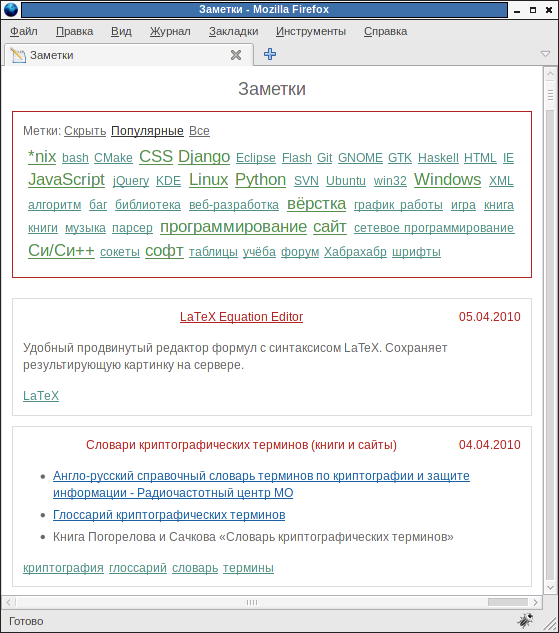 Заметки - Mozilla Firefox
Файл Правка Вид Журнал Закладки Инструменты Справка
Заметки
Заметки
Метки: Скрыть Популярные Все
*nix bash CMake CSS Django Eclipse Flash Git GNOME GTK Haskell HTML IE
JavaScript jQuery KDE Linux Python SVN Ubuntu win32 Windows XML
алгоритм баг библиотека веб-разработка вёрстка график работы игра книга
книги музыка парсер программирование сайт сетевое программирование
Си/Си++ сокеты софт таблицы учёба форум Хабрахабр шрифты
LaTeX Equation Editor 05.04.2010
Удобный продвинутый редактор формул с синтаксисом LaTeX. Сохраняет
результирующую картинку на сервере.
LaTeX
Словари криптографических терминов (книги и сайты) 04.04.2010
Англо-русский справочный словарь терминов по криптографии и защите
информации - Радиочастотный центр МО
Глоссарий криптографических терминов
Книга Погорелова и Сачкова «Словарь криптографических терминов»
криптография глоссарий словарь термины
Готово